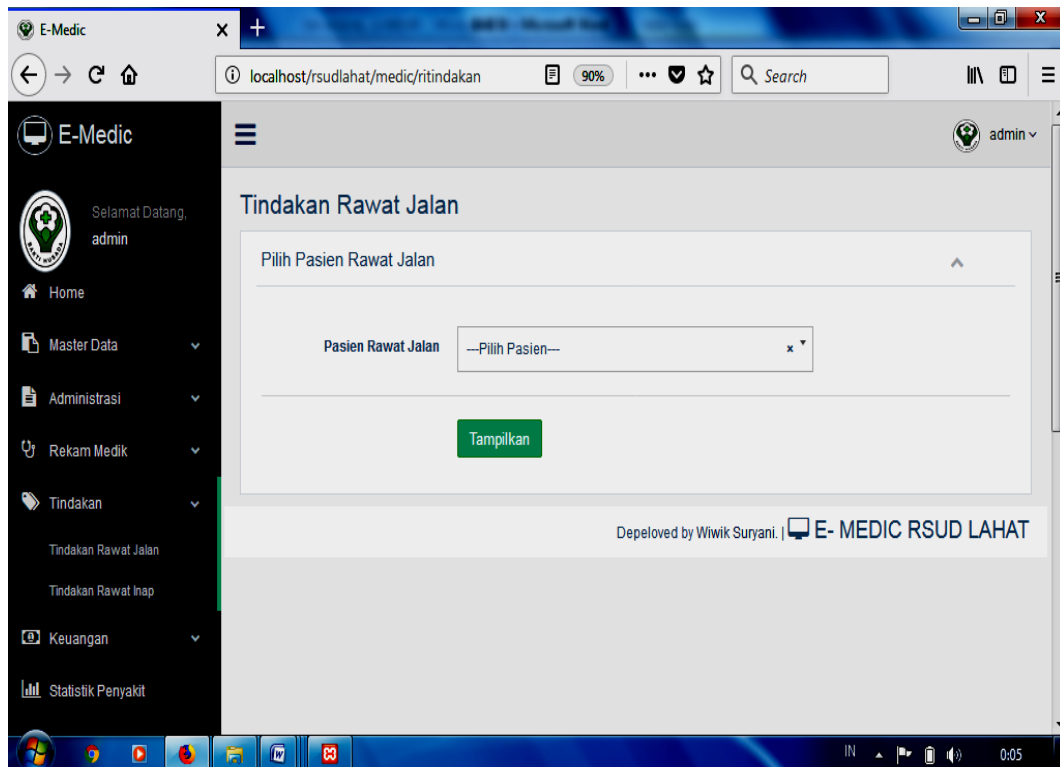 E-Medic
localhost/rsudlahat/medic/ritindakan
90%
Search
E-Medic
admin
Selamat Datang,
admin
Home
Master Data
Administrasi
Rekam Medik
Tindakan
Tindakan Rawat Jalan
Tindakan Rawat Inap
Keuangan
Statistik Penyakit
Tindakan Rawat Jalan
Pilih Pasien Rawat Jalan
Pasien Rawat Jalan
---Pilih Pasien---
Tampilkan
Depeloved by Wiwik Suryani. | E- MEDIC RSUD LAHAT
IN
0:05